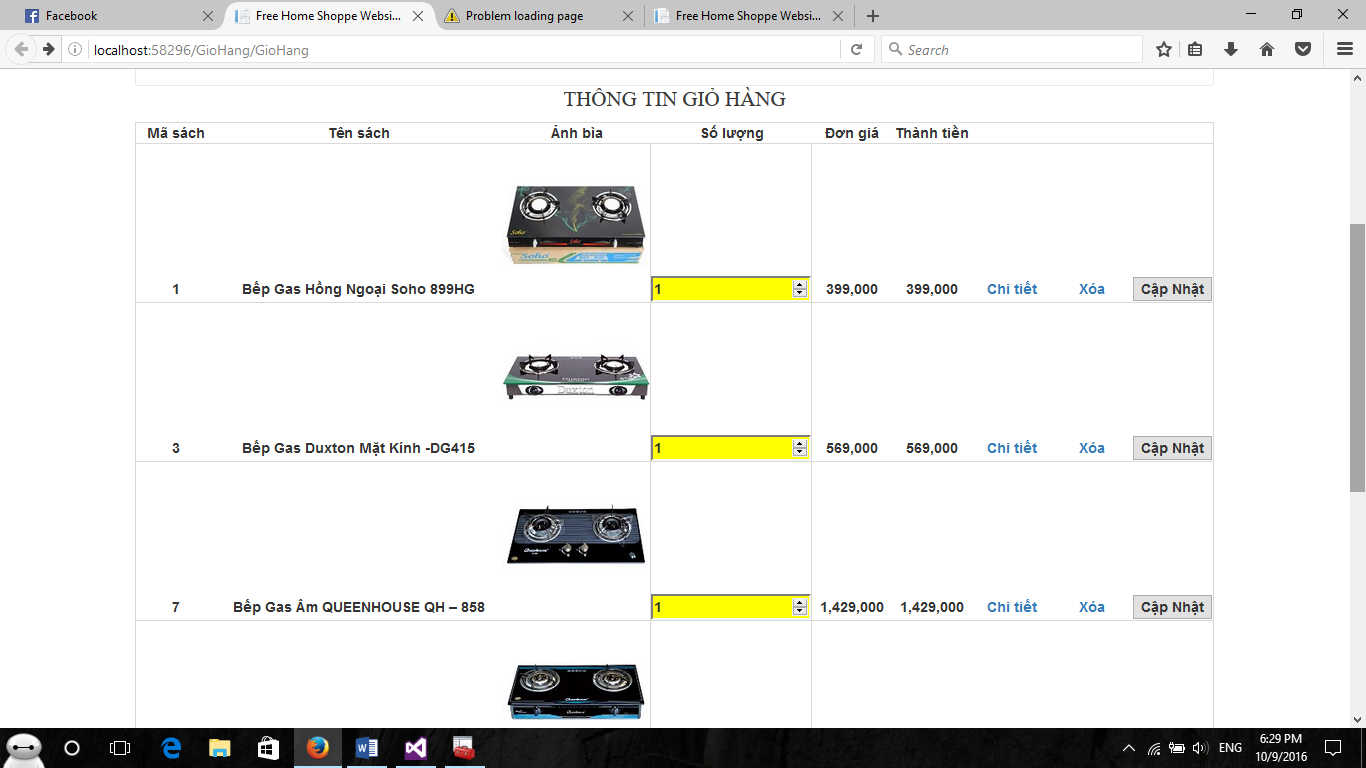 Facebook
Free Home Shoppe Websi...
Problem loading page
Free Home Shoppe Websi...
localhost:58296/GioHang/GioHang
Search
THÔNG TIN GIỎ HÀNG
Mã sách Tên sách Ảnh bìa Số lượng Đơn giá Thành tiền
Soho
Soho
Soho
1 Bếp Gas Hồng Ngoại Soho 899HG 1 399,000 399,000 Chi tiết Xóa Cập Nhật
Duxton
Duxton
3 Bếp Gas Duxton Mặt Kính -DG415 1 569,000 569,000 Chi tiết Xóa Cập Nhật
7 Bếp Gas Âm QUEENHOUSE QH – 858 1 1,429,000 1,429,000 Chi tiết Xóa Cập Nhật
ENG
6:29 PM
10/9/2016